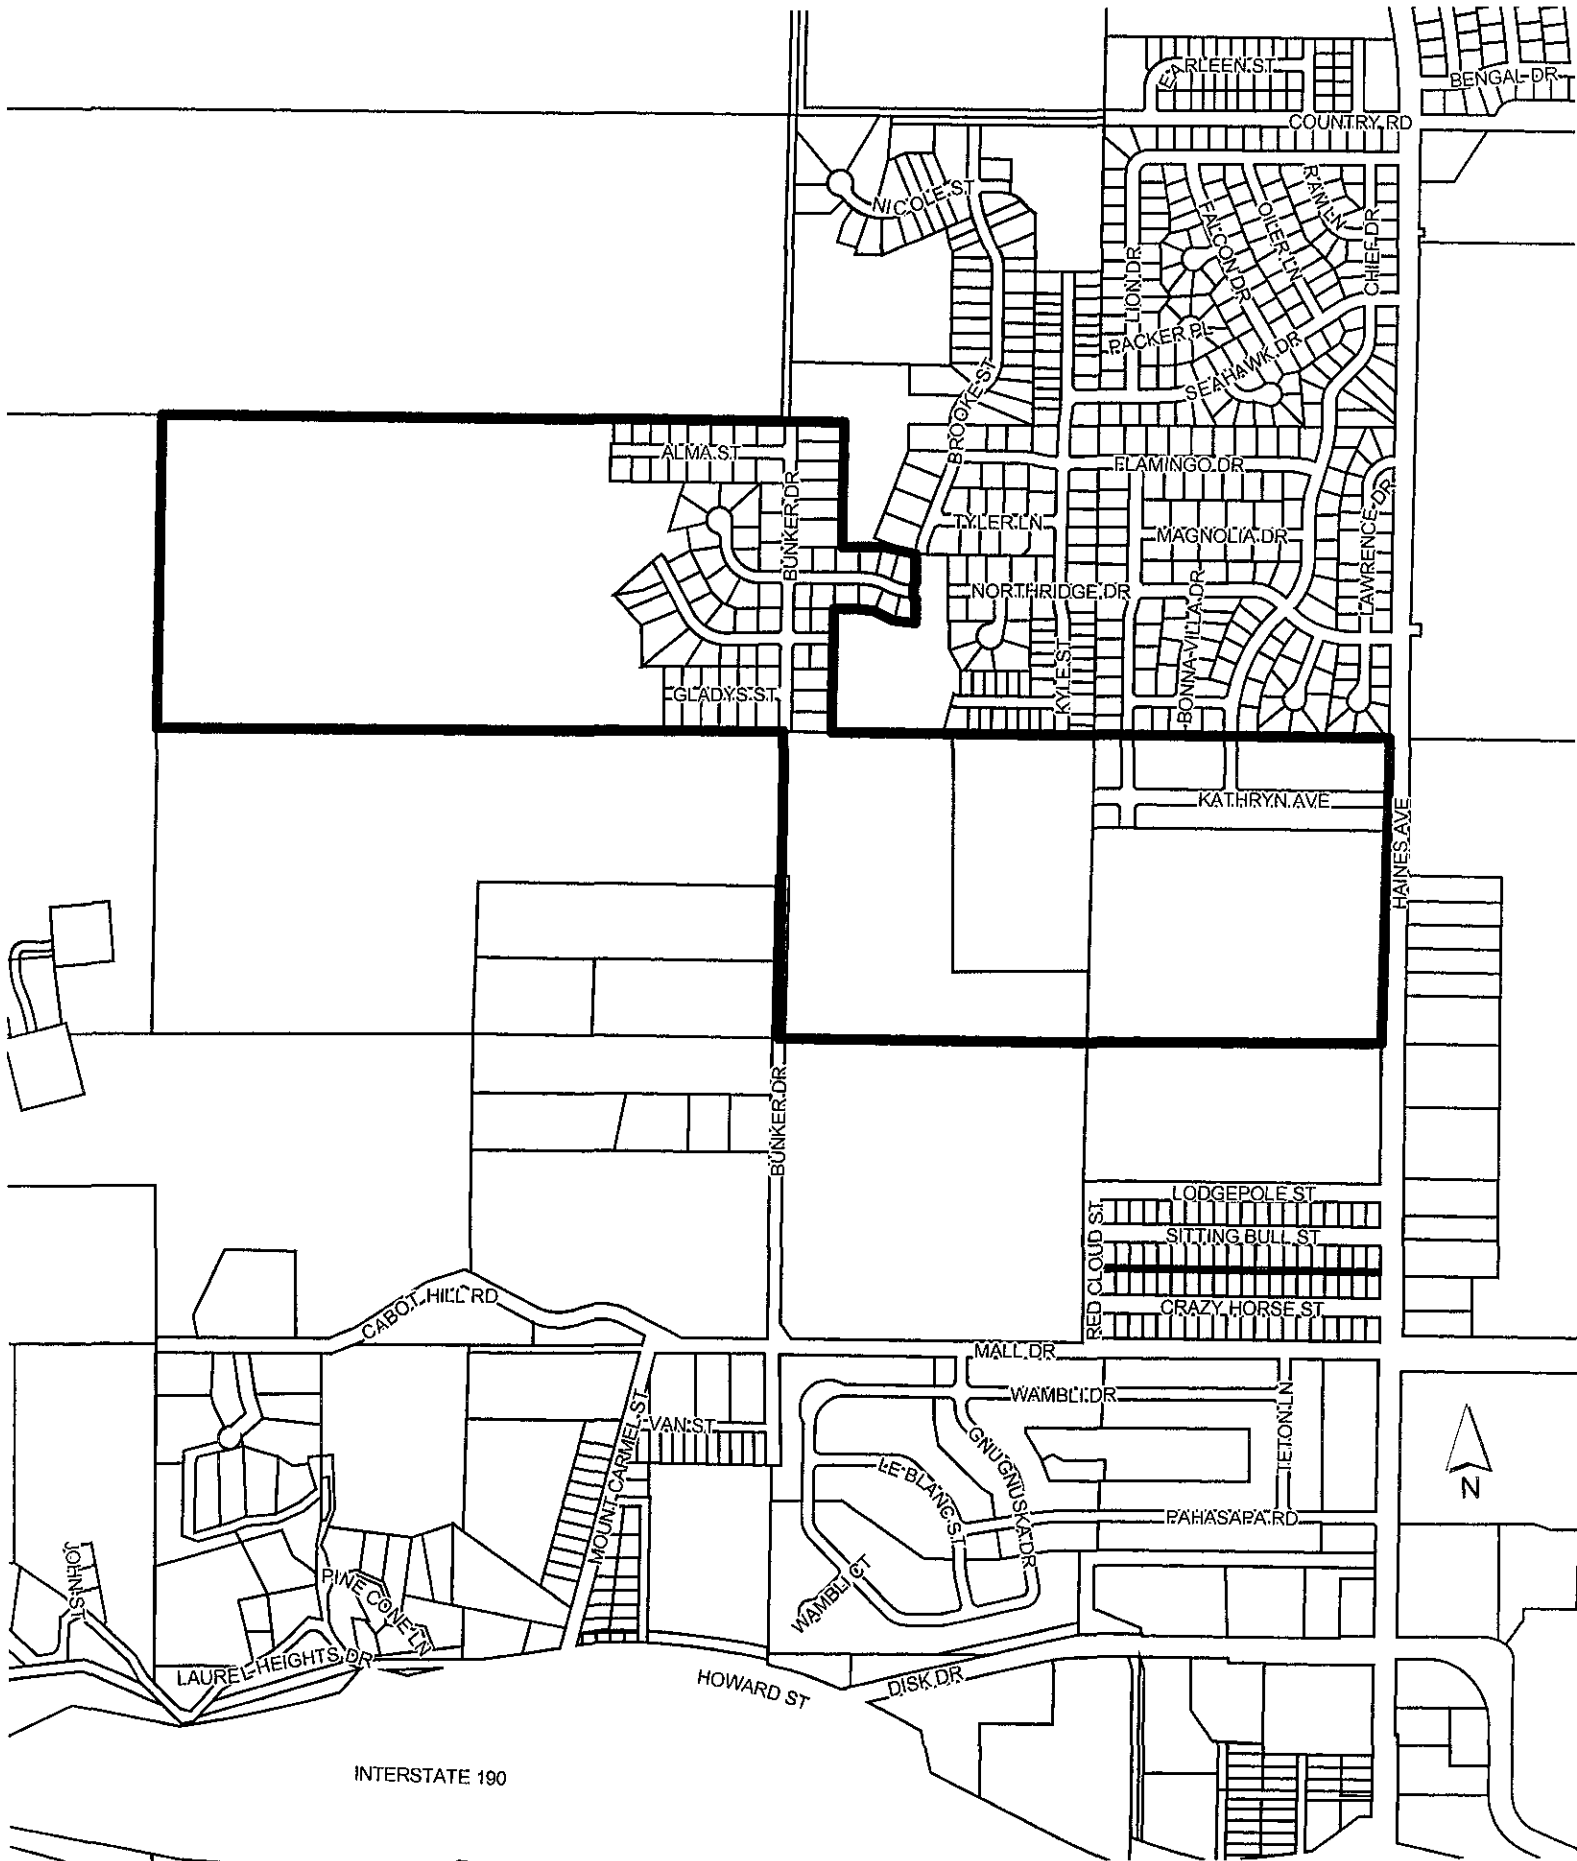 EARLEEN ST
BENGAL DR
COUNTRY RD
NICOLE ST
RAM LN
FALCON DR
OILER LN
CHIEF DR
LION DR
PACKER PL
SEAHAWK DR
BROOKE ST
ALMA ST
FLAMINGO DR
BUNKER DR
LAWRENCE DR
TYLER LN
MAGNOLIA DR
NORTHRIDGE DR
BONNA VILLA DR
KYLE ST
GLADYS ST
KATHRYN AVE
HAINES AVE
BUNKER DR
LODGEPOLE ST
RED CLOUD ST
SITTING BULL ST
CABOT HILL RD
CRAZY HORSE ST
MALL DR
WAMBLI DR
TETON LN
MOUNT CARMEL ST
VAN ST
GNUGNUSKA DR
LE BLANC ST
N
PAHASAPA RD
JOHN ST
PINE CONE LN
WAMBLI CT
LAUREL HEIGHTS DR
HOWARD ST
DISK DR
INTERSTATE 190